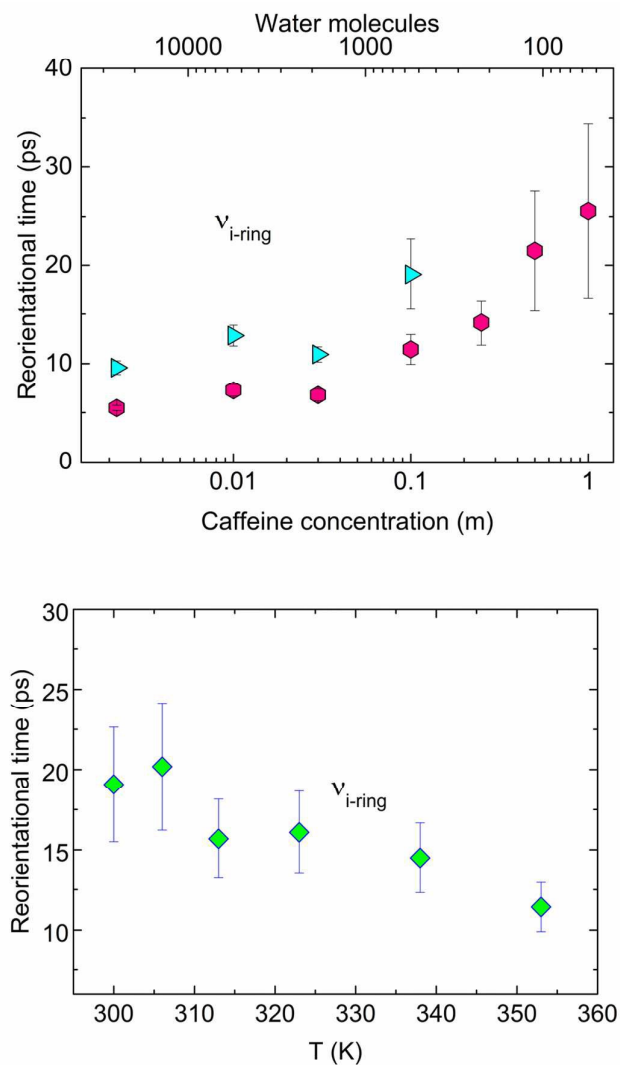 Water molecules
10000 1000 100
40
30
20
10
0
Reorientational time (ps)
νi-ring
0.01 0.1 1
Caffeine concentration (m)
30
25
20
15
10
Reorientational time (ps)
νi-ring
300 310 320 330 340 350 360
T (K)